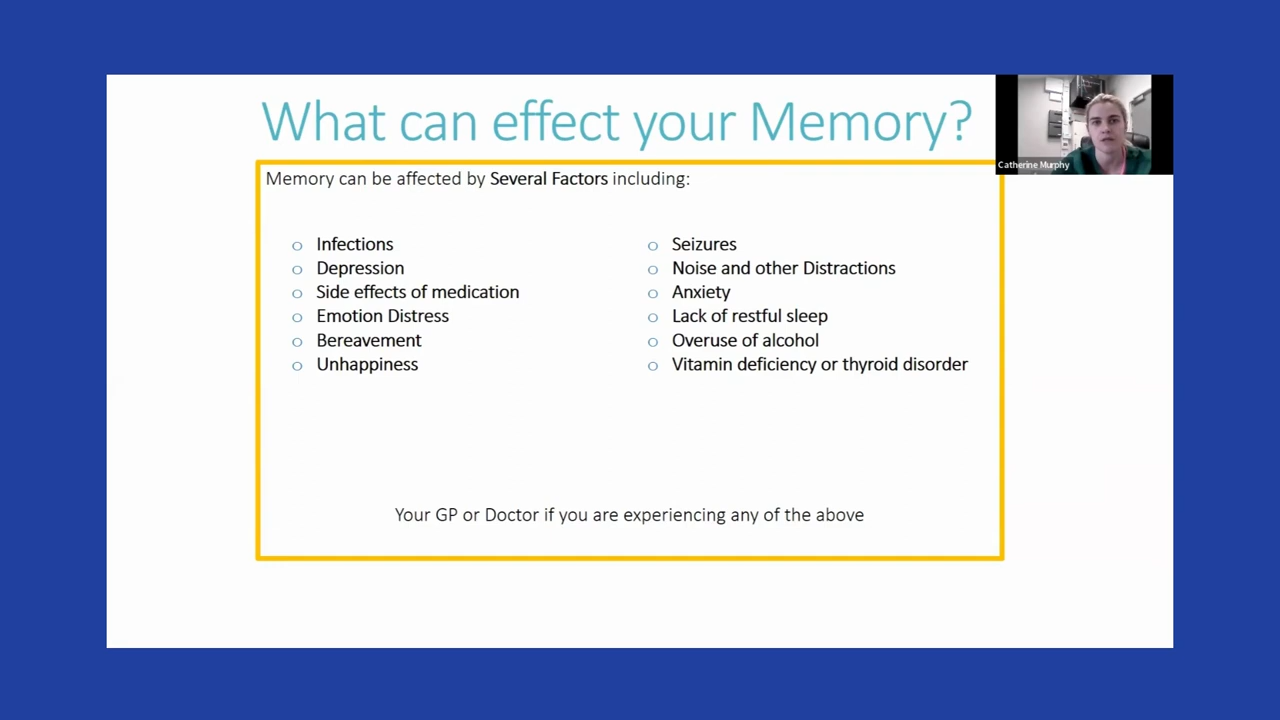 What can effect your Memory?
Catherine Murphy
Memory can be affected by Several Factors including:
o Infections
o Depression
o Side effects of medication
o Emotion Distress
o Bereavement
o Unhappiness
o Seizures
o Noise and other Distractions
o Anxiety
o Lack of restful sleep
o Overuse of alcohol
o Vitamin deficiency or thyroid disorder
Your GP or Doctor if you are experiencing any of the above